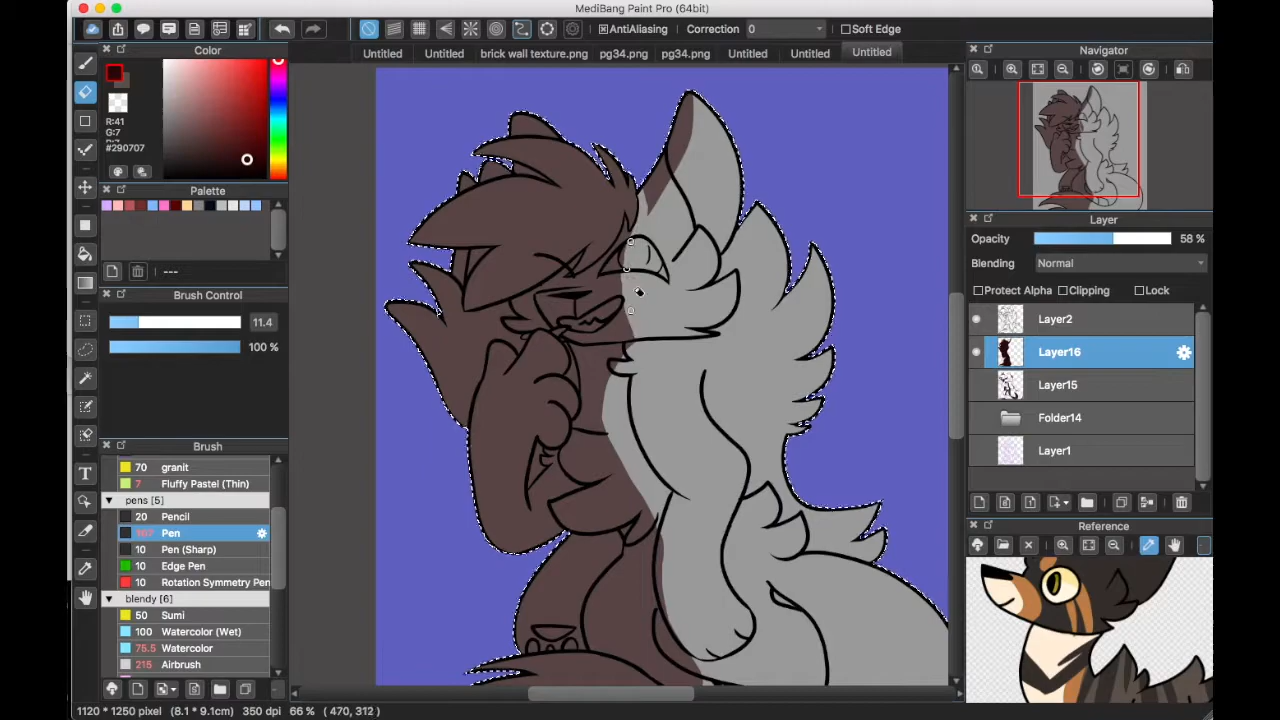 MediBang Paint Pro (64bit)
AntiAliasing Correction 0 Soft Edge
Untitled Untitled brick wall texture.png pg34.png pg34.png Untitled Untitled Untitled
Color
R:41
G:7
#290707
Palette
---
Brush Control
11.4
100 %
Brush
70 granit
7 Fluffy Pastel (Thin)
pens [5]
20 Pencil
107 Pen
10 Pen (Sharp)
10 Edge Pen
10 Rotation Symmetry Pen
blendy [6]
50 Sumi
100 Watercolor (Wet)
75.5 Watercolor
215 Airbrush
Navigator
Layer
Opacity 58 %
Blending Normal
Protect Alpha Clipping Lock
Layer2
Layer16
Layer15
Folder14
Layer1
Reference
1120 * 1250 pixel (8.1 * 9.1cm) 350 dpi 66 % ( 470, 312 )